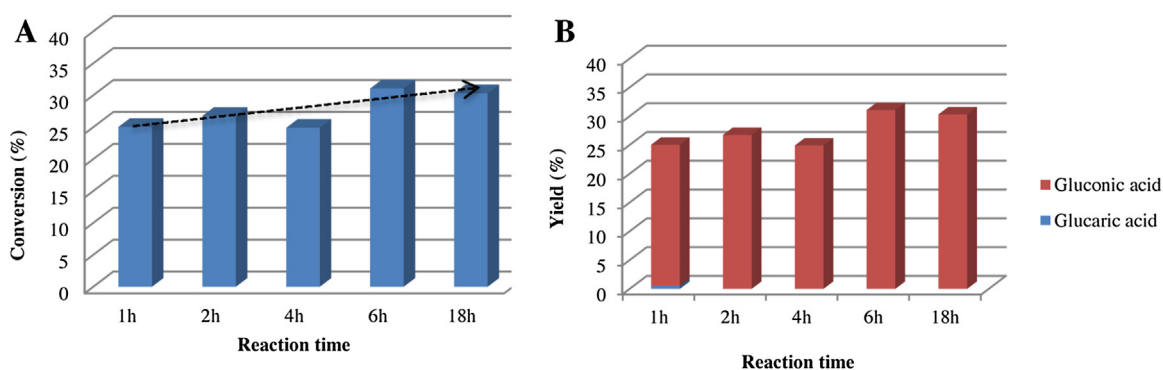 A
40
35
30
25
20
15
10
5
0
Conversion (%)
1h 2h 4h 6h 18h
Reaction time
B
40
35
30
25
20
15
10
5
0
Yield (%)
1h 2h 4h 6h 18h
Reaction time
Gluconic acid
Glucaric acid